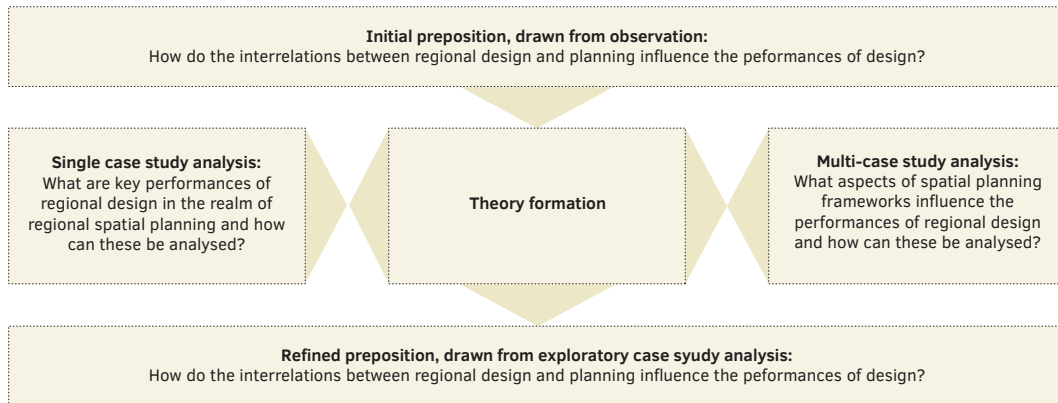 Initial preposition, drawn from observation:
How do the interrelations between regional design and planning influence the peformances of design?
Single case study analysis:
What are key performances of
regional design in the realm of
regional spatial planning and how
can these be analysed?
Theory formation
Multi-case study analysis:
What aspects of spatial planning
frameworks influence the
performances of regional design
and how can these be analysed?
Refined preposition, drawn from exploratory case syudy analysis:
How do the interrelations between regional design and planning influence the peformances of design?